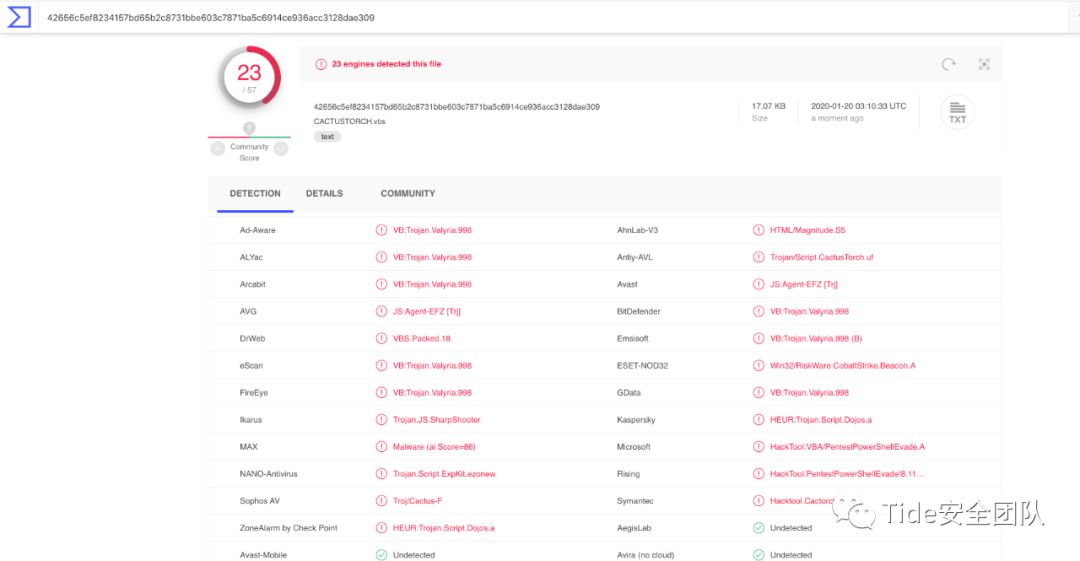 42656c5ef8234157bd65b2c8731bbe603c7871ba5c6914ce936acc3128dae309
23
/ 57
?
Community
Score
23 engines detected this file
42656c5ef8234157bd65b2c8731bbe603c7871ba5c6914ce936acc3128dae309
CACTUSTORCH.vbs
text
17.07 KB
Size
2020-01-20 03:10:33 UTC
a moment ago
TXT
DETECTION DETAILS COMMUNITY
Ad-Aware VB:Trojan.Valyria.998 AhnLab-V3 HTML/Magnitude.S5
ALYac VB:Trojan.Valyria.998 Antiy-AVL Trojan/Script.CactusTorch.uf
Arcabit VB:Trojan.Valyria.998 Avast JS:Agent-EFZ [Trj]
AVG JS:Agent-EFZ [Trj] BitDefender VB:Trojan.Valyria.998
DrWeb VBS.Packed.18 Emsisoft VB:Trojan.Valyria.998 (B)
eScan VB:Trojan.Valyria.998 ESET-NOD32 Win32/RiskWare.CobaltStrike.Beacon.A
FireEye VB:Trojan.Valyria.998 GData VB:Trojan.Valyria.998
Ikarus Trojan.JS.SharpShooter Kaspersky HEUR:Trojan.Script.Dojos.a
MAX Malware (ai Score=86) Microsoft HackTool:VBA/PentestPowerShellEvade.A
NANO-Antivirus Trojan.Script.ExpKit.ezonew Rising HackTool.PentestPowerShellEvade!8.11...
Sophos AV Troj/Cactus-F Symantec
ZoneAlarm by Check Point HEUR:Trojan.Script.Dojos.a AegisLab Undetected
Avast-Mobile Undetected Avira (no cloud) Undetected
Tide安全团队